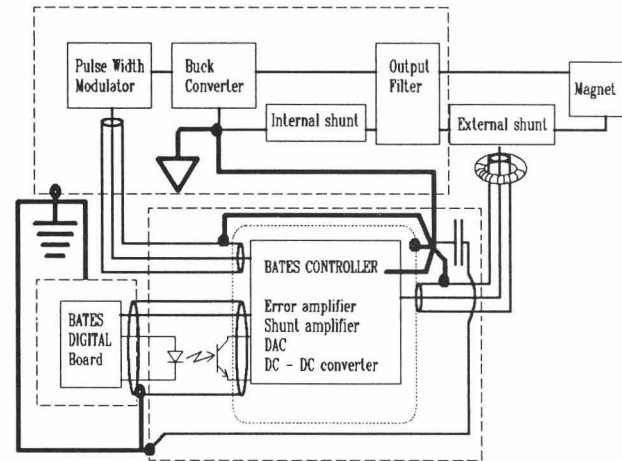 Pulse Width
Modulator
Buck
Converter
Output
Filter
Magnet
Internal shunt
External shunt
BATES CONTROLLER
Error amplifier
Shunt amplifier
DAC
DC - DC converter
BATES
DIGITAL
Board